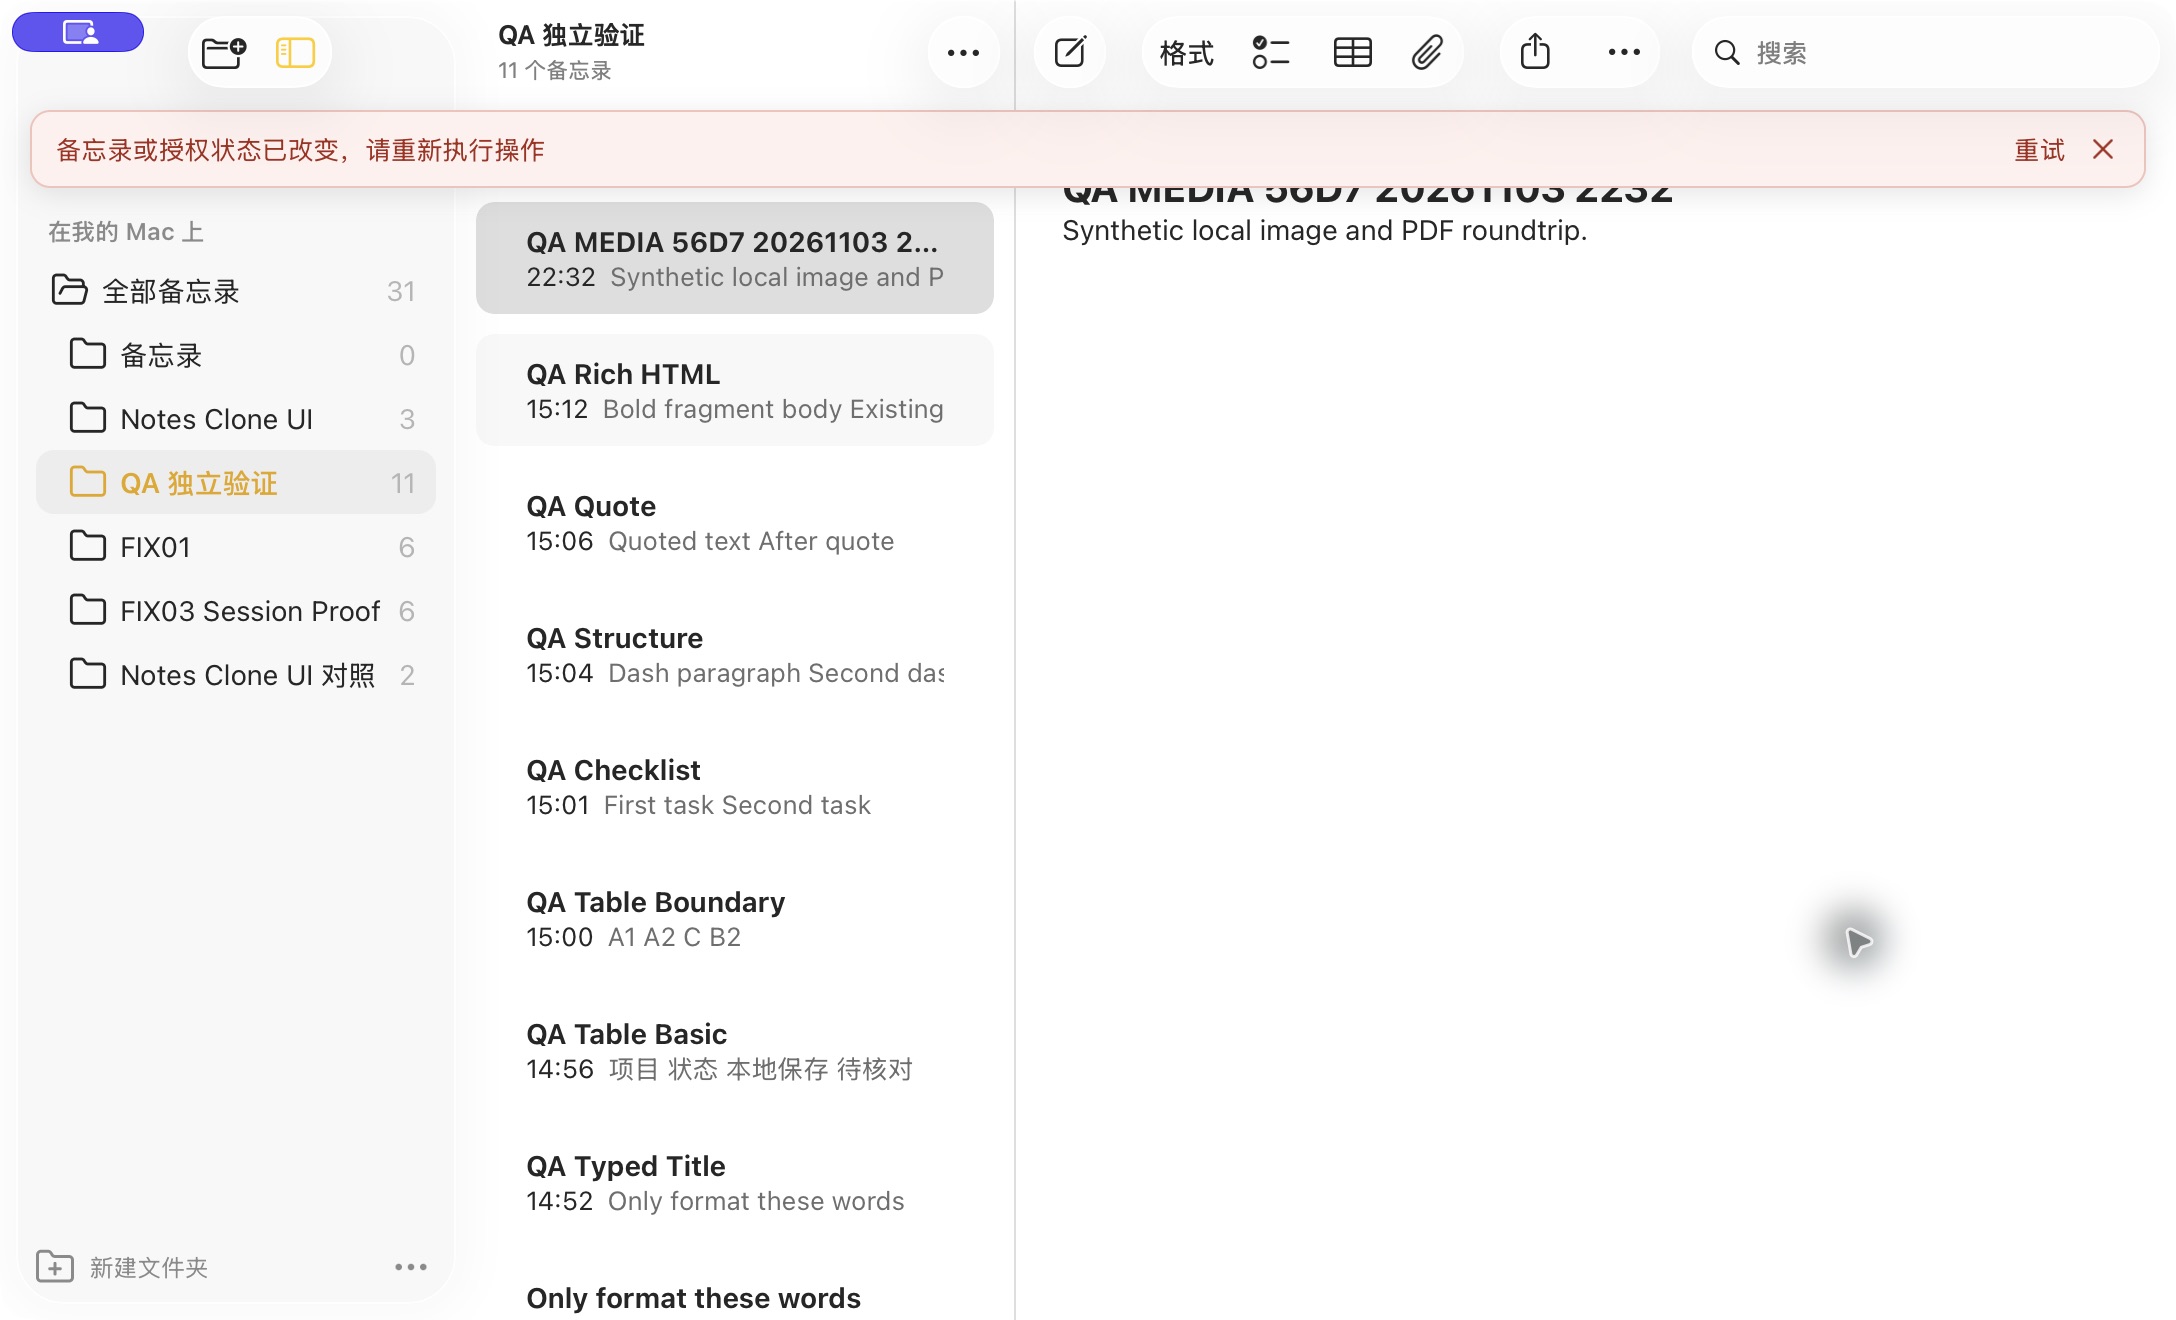 QA 独立验证
11 个备忘录
格式
搜索
备忘录或授权状态已改变，请重新执行操作
重试
在我的 Mac 上
全部备忘录 31
备忘录 0
Notes Clone UI 3
QA 独立验证 11
FIX01 6
FIX03 Session Proof 6
Notes Clone UI 对照 2
新建文件夹
QA MEDIA 56D7 20261103 2...
22:32 Synthetic local image and P
QA Rich HTML
15:12 Bold fragment body Existing
QA Quote
15:06 Quoted text After quote
QA Structure
15:04 Dash paragraph Second das
QA Checklist
15:01 First task Second task
QA Table Boundary
15:00 A1 A2 C B2
QA Table Basic
14:56 项目 状态 本地保存 待核对
QA Typed Title
14:52 Only format these words
Only format these words
QA MEDIA 56D7 20261103 2232
Synthetic local image and PDF roundtrip.